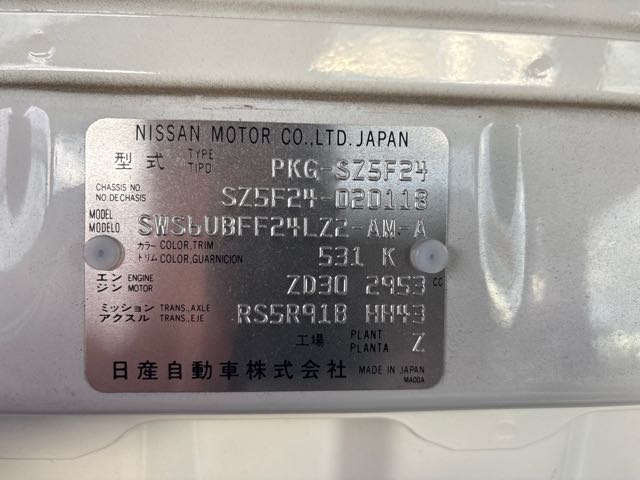 NISSAN MOTOR CO.,LTD. JAPAN
型式 TYPE TIPO PKG-SZ5F24
CHASSIS NO. NO. DECHASIS SZ5F24-020118
MODEL MODELO SWS6UBFF24LZ2-AM-A
カラー COLOR,TRIM トリム COLOR,GUARNICION 531 K
エンジン ENGINE MOTOR ZD30 2953 CC
ミッション TRANS.,AXLE アクスル TRANS.,EJE RS5R91B HH43
工場 PLANT PLANTA Z
日産自動車株式会社 MADE IN JAPAN
MA00A